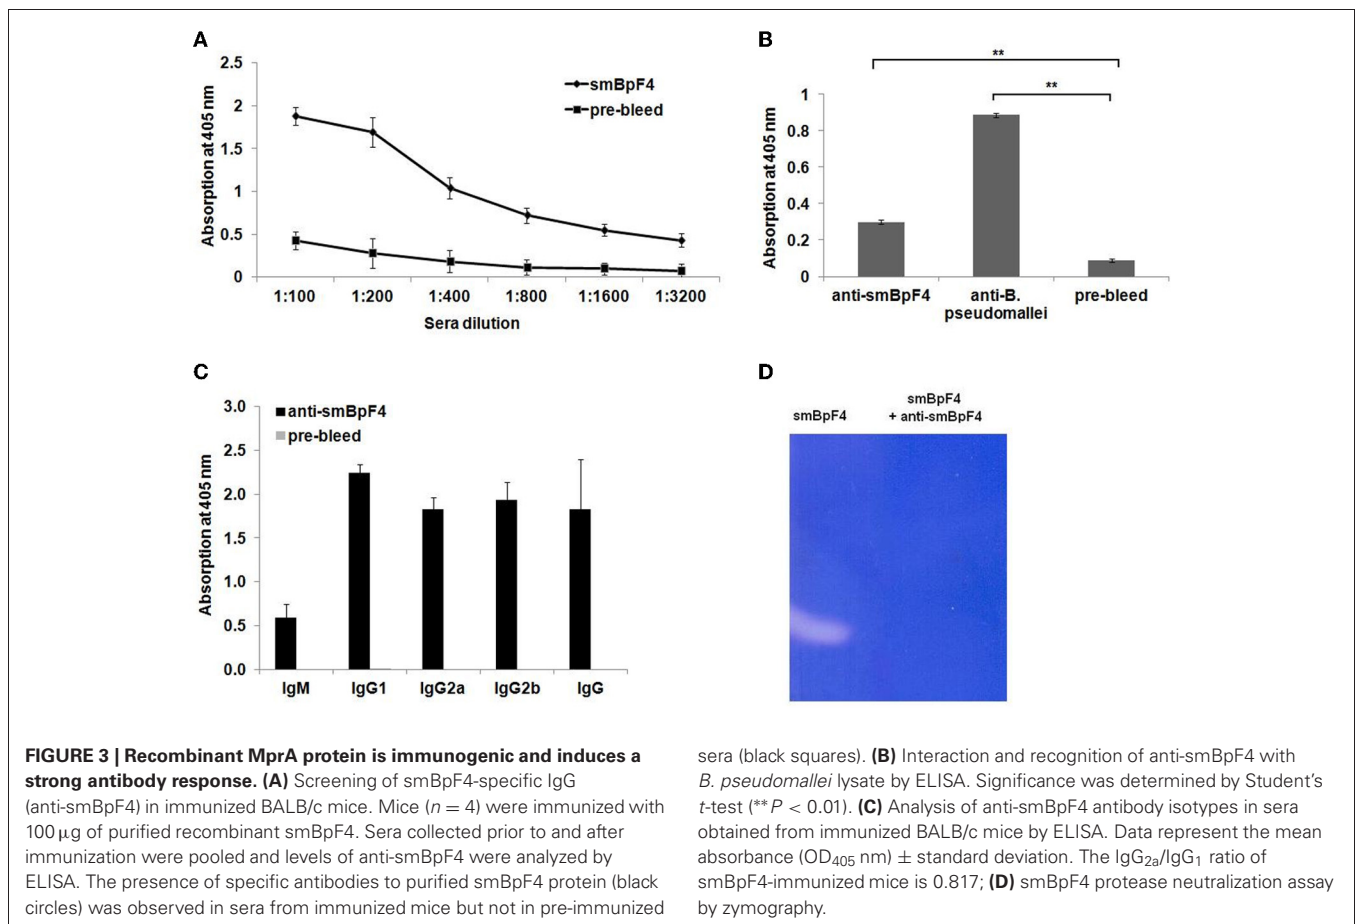 A
2.5
2
1.5
1
0.5
0
Absorption at 405 nm
smBpF4
pre-bleed
1:100 1:200 1:400 1:800 1:1600 1:3200
Sera dilution
B
**
**
1
0.8
0.6
0.4
0.2
0
Absorption at 405 nm
anti-smBpF4 anti-B. pre-bleed
pseudomallei
C
3.0
2.5
2.0
1.5
1.0
0.5
0.0
Absorption at 405 nm
anti-smBpF4
pre-bleed
IgM IgG1 IgG2a IgG2b IgG
D
smBpF4
smBpF4
+ anti-smBpF4
FIGURE 3 | Recombinant MprA protein is immunogenic and induces a
strong antibody response. (A) Screening of smBpF4-specific IgG
(anti-smBpF4) in immunized BALB/c mice. Mice (n = 4) were immunized with
100 μg of purified recombinant smBpF4. Sera collected prior to and after
immunization were pooled and levels of anti-smBpF4 were analyzed by
ELISA. The presence of specific antibodies to purified smBpF4 protein (black
circles) was observed in sera from immunized mice but not in pre-immunized
sera (black squares). (B) Interaction and recognition of anti-smBpF4 with
B. pseudomallei lysate by ELISA. Significance was determined by Student's
t-test (**P < 0.01). (C) Analysis of anti-smBpF4 antibody isotypes in sera
obtained from immunized BALB/c mice by ELISA. Data represent the mean
absorbance (OD405 nm) ± standard deviation. The IgG2a/IgG1 ratio of
smBpF4-immunized mice is 0.817; (D) smBpF4 protease neutralization assay
by zymography.